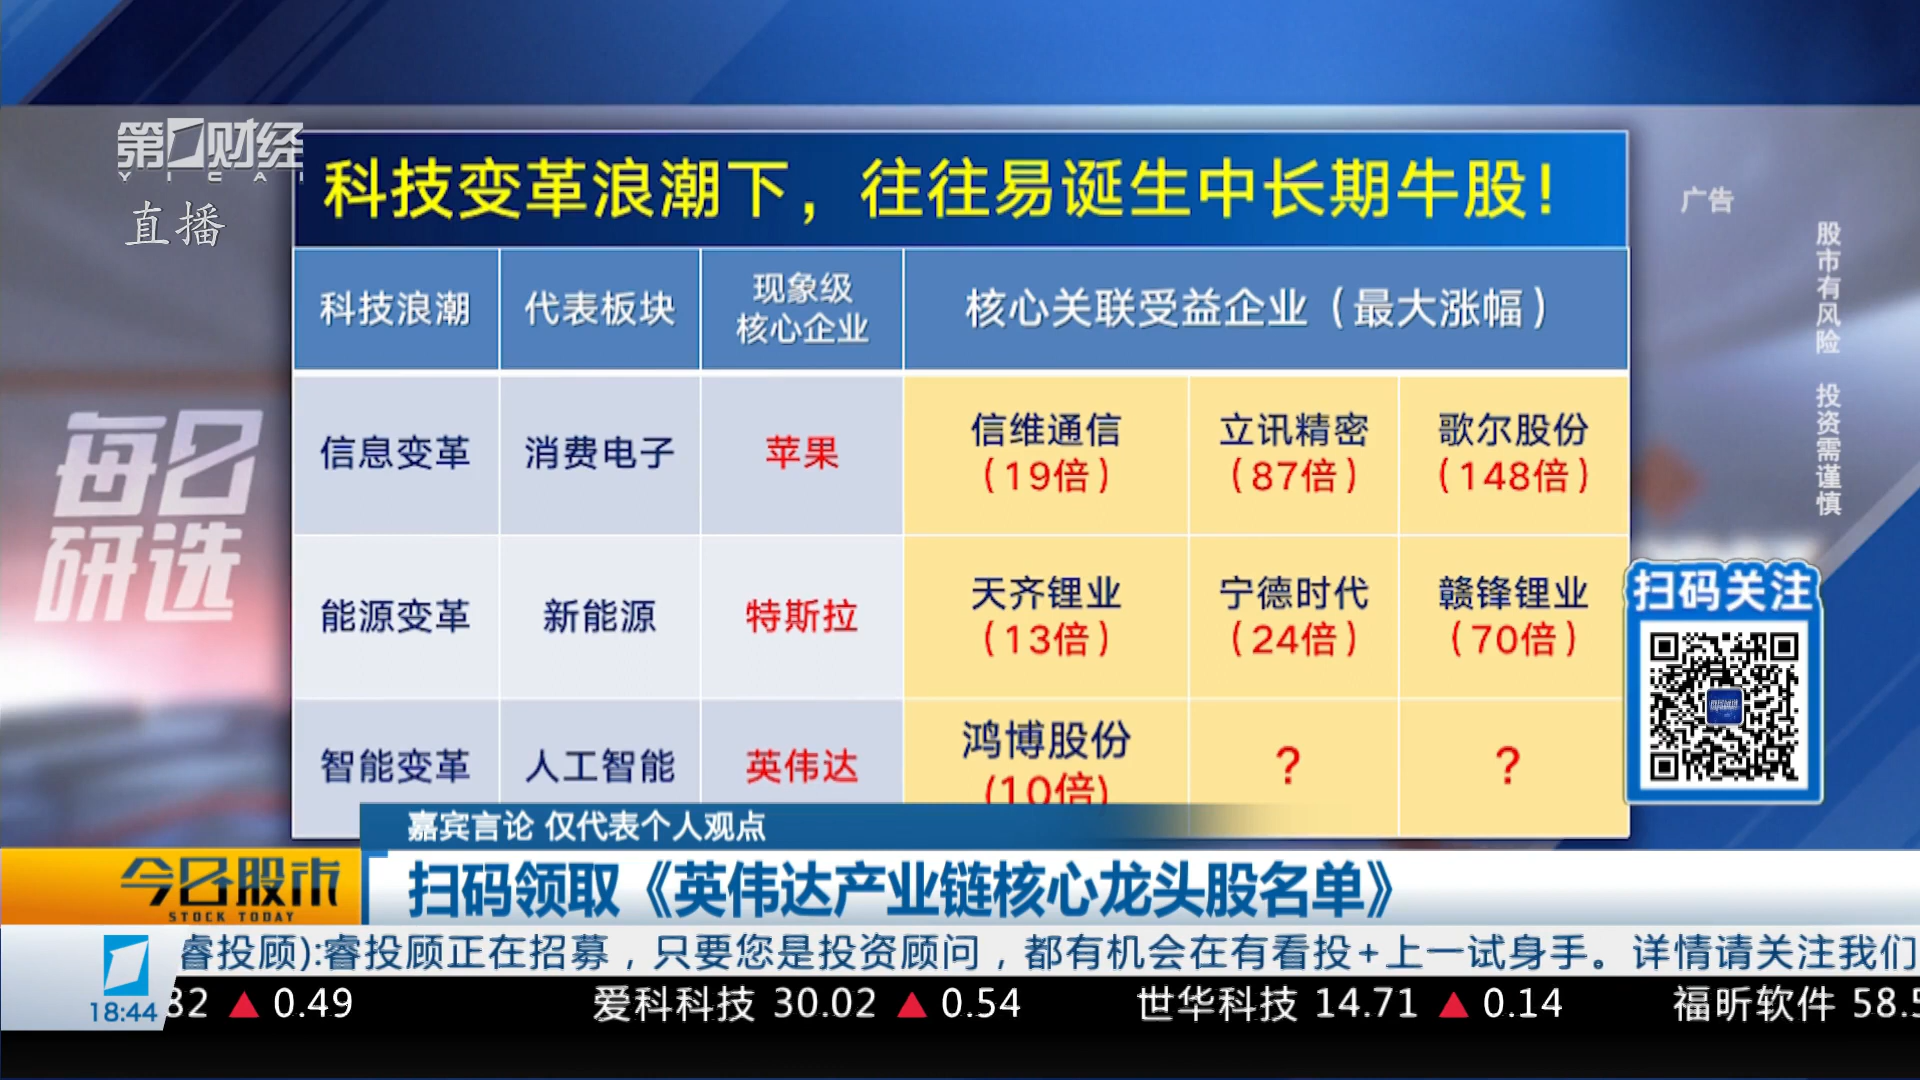 第1财经
YICAI
直播
广告
股市有风险 投资需谨慎
科技变革浪潮下，往往易诞生中长期牛股！
科技浪潮 代表板块 现象级核心企业 核心关联受益企业（最大涨幅）
信息变革 消费电子 苹果 信维通信（19倍） 立讯精密（87倍） 歌尔股份（148倍）
能源变革 新能源 特斯拉 天齐锂业（13倍） 宁德时代（24倍） 赣锋锂业（70倍）
智能变革 人工智能 英伟达 鸿博股份(10倍) ？ ？
每日
研选
扫码关注
嘉宾言论 仅代表个人观点
今日股市
STOCK TODAY
扫码领取《英伟达产业链核心龙头股名单》
睿投顾):睿投顾正在招募，只要您是投资顾问，都有机会在有看投+上一试身手。详情请关注我们
18:44
32 ▲ 0.49 爱科科技 30.02 ▲ 0.54 世华科技 14.71 ▲ 0.14 福昕软件 58.5